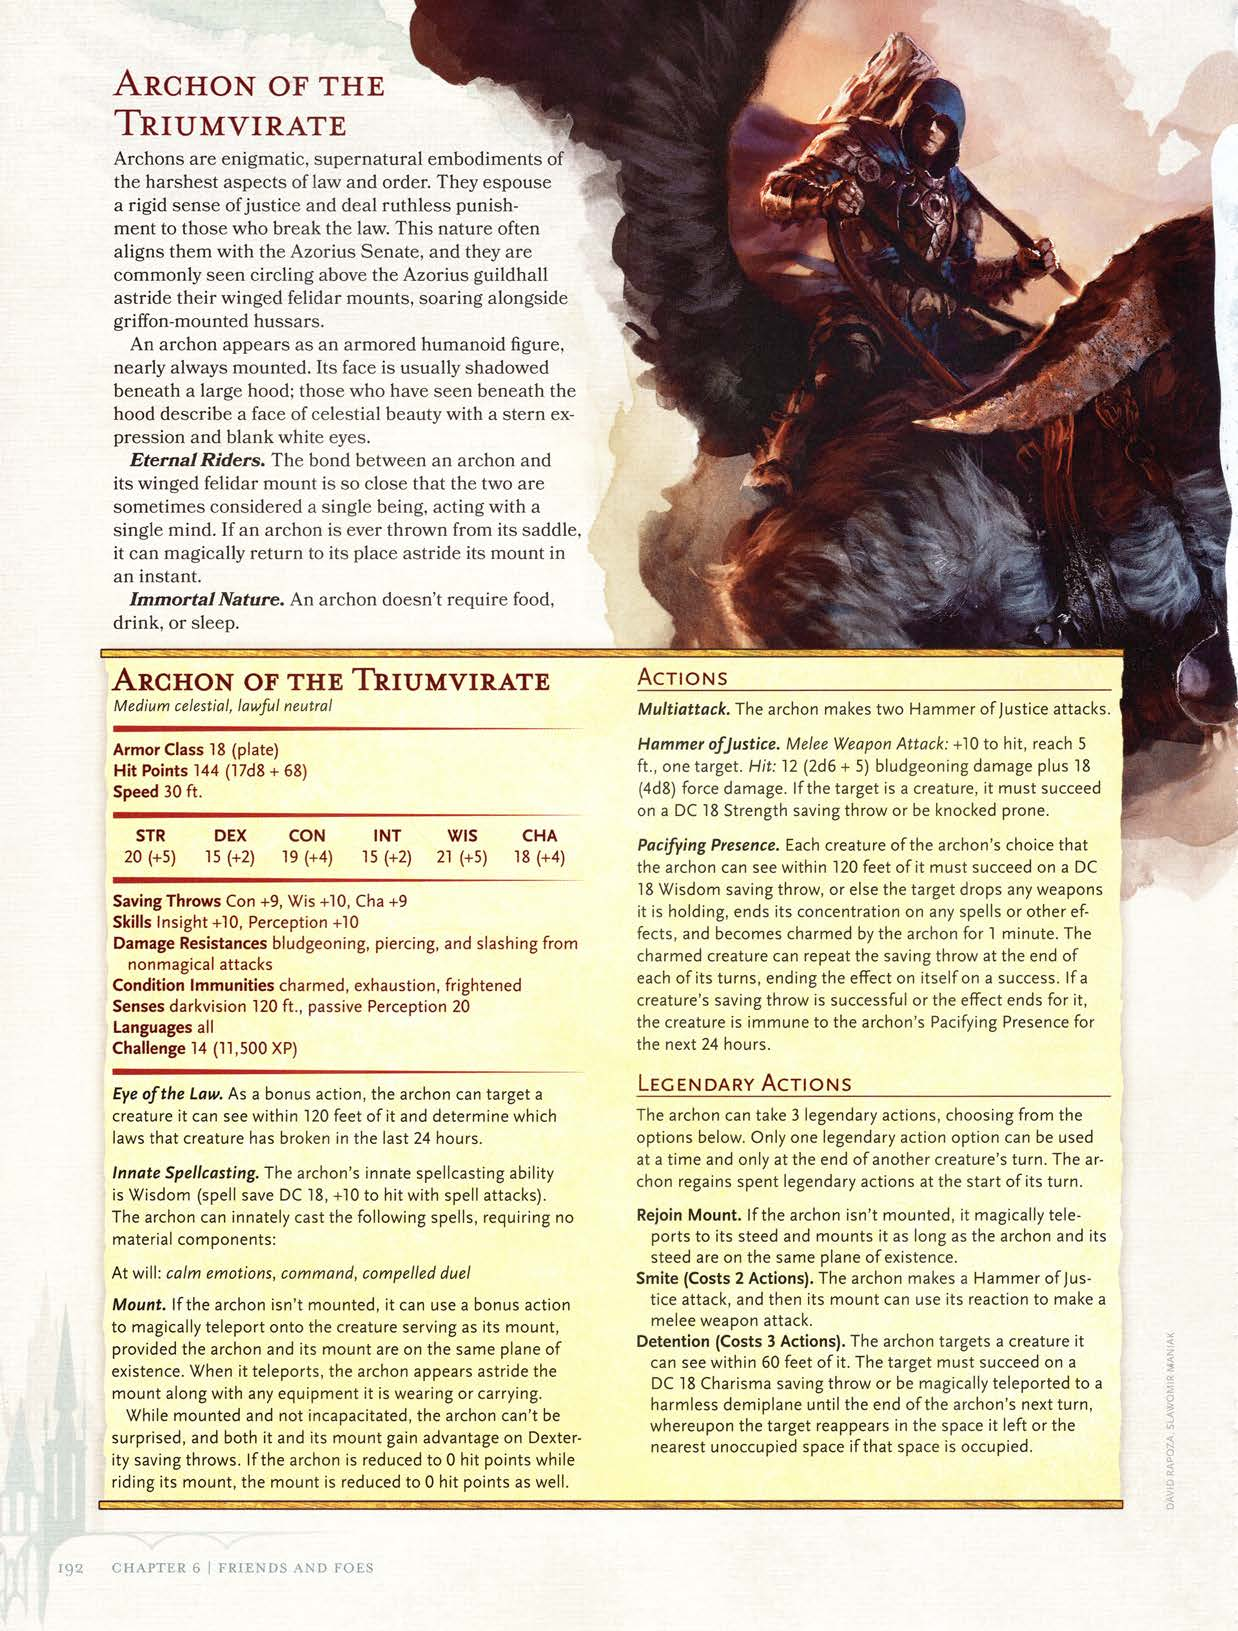 ARCHON OF THE
TRIUMVIRATE
Archons are enigmatic, supernatural embodiments of
the harshest aspects of law and order. They espouse
a rigid sense of justice and deal ruthless punish-
ment to those who break the law. This nature often
aligns them with the Azorius Senate, and they are
commonly seen circling above the Azorius guildhall
astride their winged felidar mounts, soaring alongside
griffon-mounted hussars.
An archon appears as an armored humanoid figure,
nearly always mounted. Its face is usually shadowed
beneath a large hood; those who have seen beneath the
hood describe a face of celestial beauty with a stern ex-
pression and blank white eyes.
Eternal Riders. The bond between an archon and
its winged felidar mount is so close that the two are
sometimes considered a single being, acting with a
single mind. If an archon is ever thrown from its saddle,
it can magically return to its place astride its mount in
an instant.
Immortal Nature. An archon doesn't require food,
drink, or sleep.
ARCHON OF THE TRIUMVIRATE
Medium celestial, lawful neutral
Armor Class 18 (plate)
Hit Points 144 (17d8 + 68)
Speed 30 ft.
STR DEX CON INT WIS CHA
20 (+5) 15 (+2) 19 (+4) 15 (+2) 21 (+5) 18 (+4)
Saving Throws Con +9, Wis +10, Cha +9
Skills Insight +10, Perception +10
Damage Resistances bludgeoning, piercing, and slashing from
nonmagical attacks
Condition Immunities charmed, exhaustion, frightened
Senses darkvision 120 ft., passive Perception 20
Languages all
Challenge 14 (11,500 XP)
Eye of the Law. As a bonus action, the archon can target a
creature it can see within 120 feet of it and determine which
laws that creature has broken in the last 24 hours.
Innate Spellcasting. The archon's innate spellcasting ability
is Wisdom (spell save DC 18, +10 to hit with spell attacks).
The archon can innately cast the following spells, requiring no
material components:
At will: calm emotions, command, compelled duel
Mount. If the archon isn't mounted, it can use a bonus action
to magically teleport onto the creature serving as its mount,
provided the archon and its mount are on the same plane of
existence. When it teleports, the archon appears astride the
mount along with any equipment it is wearing or carrying.
While mounted and not incapacitated, the archon can't be
surprised, and both it and its mount gain advantage on Dexter-
ity saving throws. If the archon is reduced to 0 hit points while
riding its mount, the mount is reduced to 0 hit points as well.
ACTIONS
Multiattack. The archon makes two Hammer of Justice attacks.
Hammer of Justice. Melee Weapon Attack: +10 to hit, reach 5
ft., one target. Hit: 12 (2d6 + 5) bludgeoning damage plus 18
(4d8) force damage. If the target is a creature, it must succeed
on a DC 18 Strength saving throw or be knocked prone.
Pacifying Presence. Each creature of the archon's choice that
the archon can see within 120 feet of it must succeed on a DC
18 Wisdom saving throw, or else the target drops any weapons
it is holding, ends its concentration on any spells or other ef-
fects, and becomes charmed by the archon for 1 minute. The
charmed creature can repeat the saving throw at the end of
each of its turns, ending the effect on itself on a success. If a
creature's saving throw is successful or the effect ends for it,
the creature is immune to the archon's Pacifying Presence for
the next 24 hours.
LEGENDARY ACTIONS
The archon can take 3 legendary actions, choosing from the
options below. Only one legendary action option can be used
at a time and only at the end of another creature's turn. The ar-
chon regains spent legendary actions at the start of its turn.
Rejoin Mount. If the archon isn't mounted, it magically tele-
ports to its steed and mounts it as long as the archon and its
steed are on the same plane of existence.
Smite (Costs 2 Actions). The archon makes a Hammer of Jus-
tice attack, and then its mount can use its reaction to make a
melee weapon attack.
Detention (Costs 3 Actions). The archon targets a creature it
can see within 60 feet of it. The target must succeed on a
DC 18 Charisma saving throw or be magically teleported to a
harmless demiplane until the end of the archon's next turn,
whereupon the target reappears in the space it left or the
nearest unoccupied space if that space is occupied.
DAVID RAPOZA, SLAWOMIR MANIAK
192 CHAPTER 6 | FRIENDS AND FOES